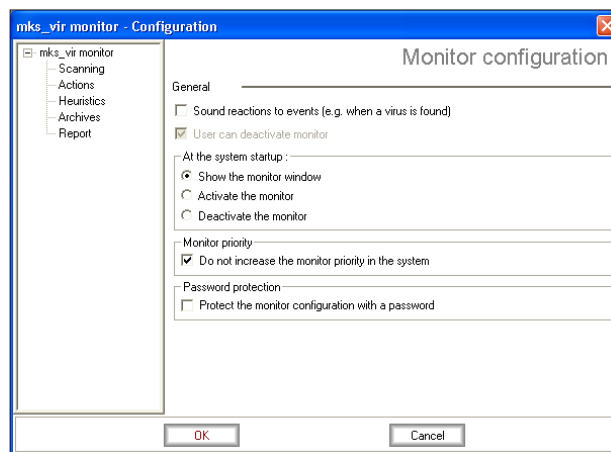 mks_vir monitor - Configuration
mks_vir monitor
Scanning
Actions
Heuristics
Archives
Report
Monitor configuration
General
Sound reactions to events (e.g. when a virus is found)
User can deactivate monitor
At the system startup :
Show the monitor window
Activate the monitor
Deactivate the monitor
Monitor priority
Do not increase the monitor priority in the system
Password protection
Protect the monitor configuration with a password
OK
Cancel